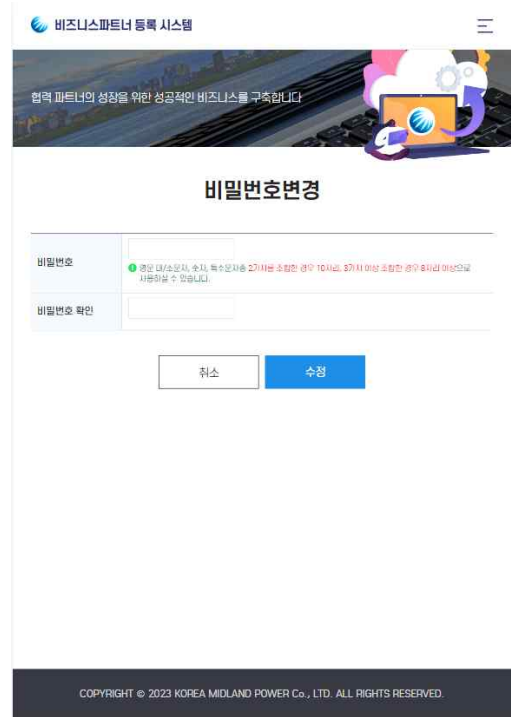 비즈니스파트너 등록 시스템
협력 파트너의 성장을 위한 성공적인 비즈니스를 구축합니다
비밀번호변경
비밀번호
영문 대/소문자, 숫자, 특수문자중 2가지를 조합한 경우 10자리, 3가지 이상 조합한 경우 8자리 이상으로
사용하실 수 있습니다.
비밀번호 확인
취소
수정
COPYRIGHT © 2023 KOREA MIDLAND POWER Co., LTD. ALL RIGHTS RESERVED.